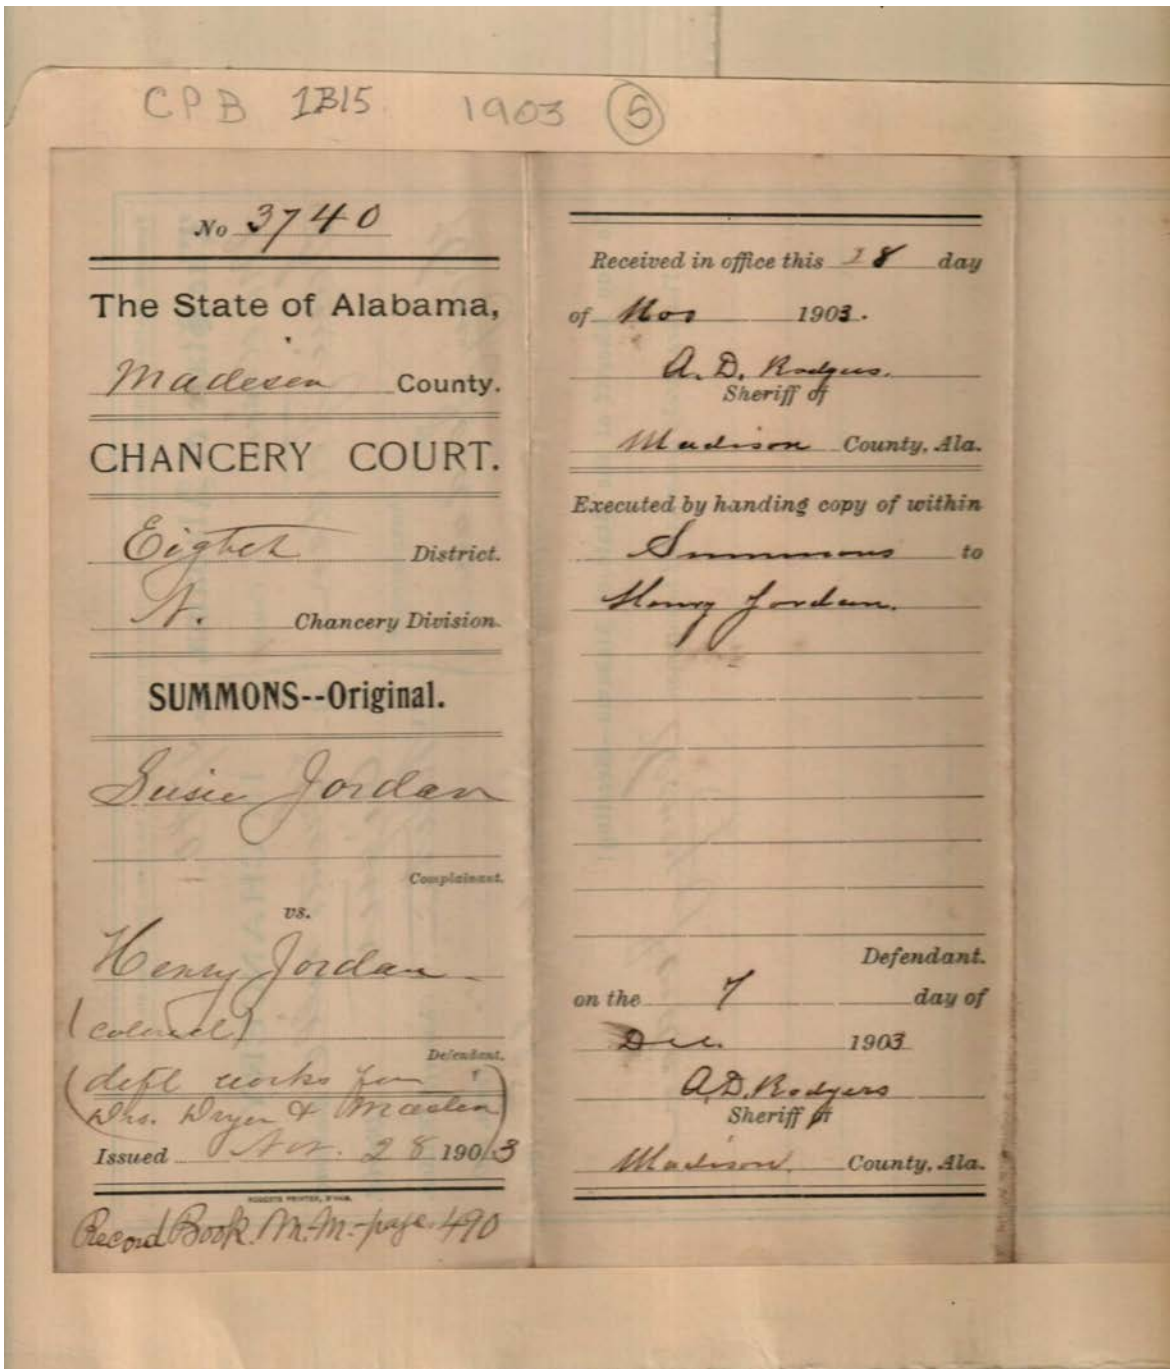 CPB 1B15 1903 5
No 3740
The State of Alabama,
Madison County.
CHANCERY COURT.
Eighth District.
N. Chancery Division.
SUMMONS--Original.
Susie Jordan
Complainant.
vs.
Henry Jordan
(colored)
Defendant.
(deft works for
Drs. Dryer &
Issued Nov. 28 1903
ROBERTS PRINTER, B'HAM.
Record Book. M.M. page. 490
Received in office this 28 day
of Nov 1903.
A. D. Rodgers.
Sheriff of
Madison County, Ala.
Executed by handing copy of within
Summons to
Henry Jordan.
Defendant.
on the 7 day of
Dec. 1903
A. D. Rodgers
Sheriff of
Madison. County, Ala.